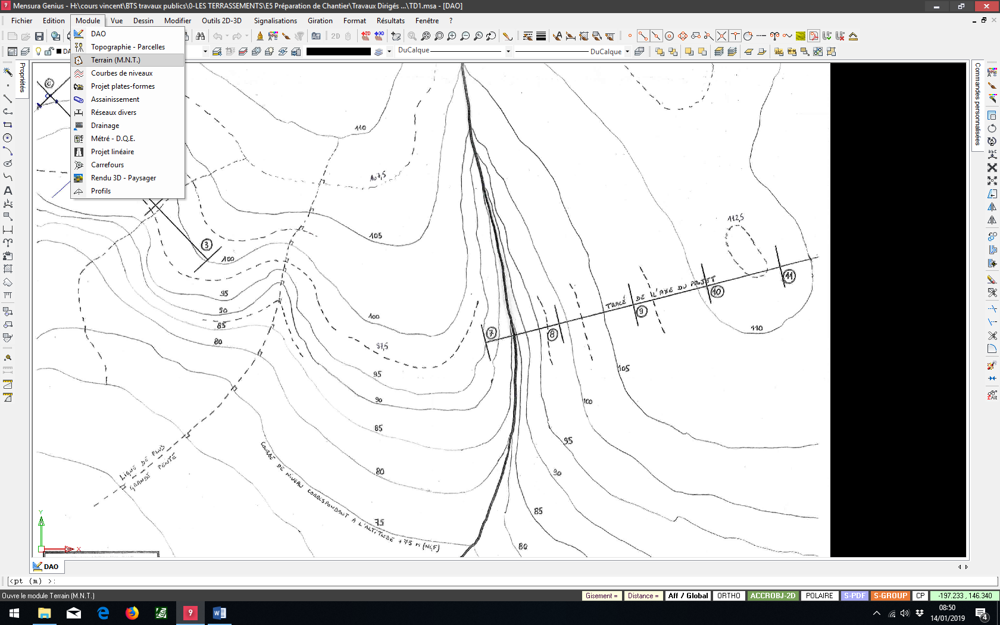 Mensura Genius - H:\cours vincent\BTS travaux publics\0-LES TERRASSEMENTS\E5 Préparation de Chantier\Travaux Dirigés ...\TD1.msa - [DAO]
Fichier Edition Module Vue Dessin Modifier Outils 2D-3D Signalisations Giration Format Résultats Fenêtre ?
DAO
Topographie - Parcelles
Terrain (M.N.T.)
Courbes de niveaux
Projet plates-formes
Assainissement
Réseaux divers
Drainage
Métré - D.Q.E.
Projet linéaire
Carrefours
Rendu 3D - Paysager
Profils
DuCalque
DuCalque
Propriétés
Commandes personnalisées
110
107,5
112,5
105
3
100
11
TRACÉ DE L'AXE DU PROJET
95
10
90
9
100
85
110
7
8
80
97,5
105
95
90
100
85
95
LIGNE DE PLUS
GRANDE PENTE
80
90
COURBE DE NIVEAU CORRESPONDANT A L'ALTITUDE + 75 m (NGF)
85
75
80
Y
X
DAO
<pt (m) >:
Ouvre le module Terrain (M.N.T.)
Gisement = Distance = Aff / Global ORTHO ACCROBJ-2D POLAIRE S-PDF S-GROUP CP -197.233 , 146.340
08:50
14/01/2019
4